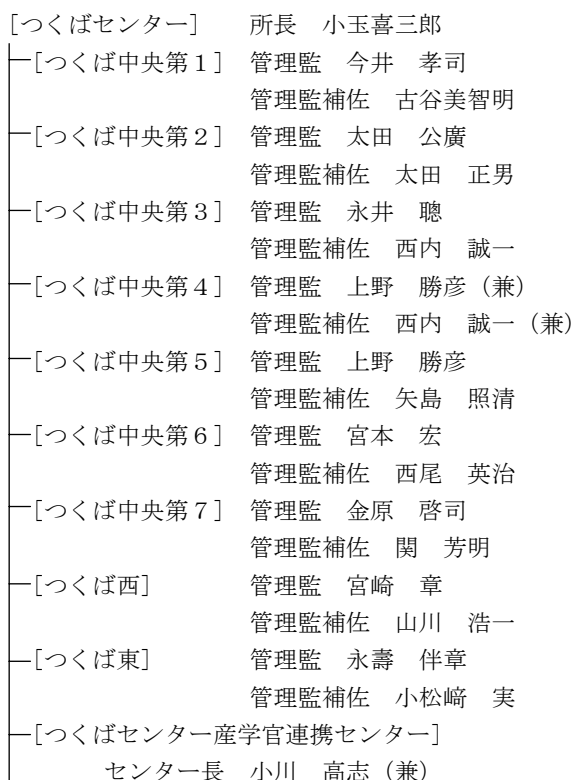 [つくばセンター]　所長　小玉喜三郎
[つくば中央第１]　管理監　今井　孝司
管理監補佐　古谷美智明
[つくば中央第２]　管理監　太田　公廣
管理監補佐　太田　正男
[つくば中央第３]　管理監　永井　聰
管理監補佐　西内　誠一
[つくば中央第４]　管理監　上野　勝彦（兼）
管理監補佐　西内　誠一（兼）
[つくば中央第５]　管理監　上野　勝彦
管理監補佐　矢島　照清
[つくば中央第６]　管理監　宮本　宏
管理監補佐　西尾　英治
[つくば中央第７]　管理監　金原　啓司
管理監補佐　関　芳明
[つくば西]　管理監　宮崎　章
管理監補佐　山川　浩一
[つくば東]　管理監　永壽　伴章
管理監補佐　小松﨑　実
[つくばセンター産学官連携センター]
センター長　小川　高志（兼）